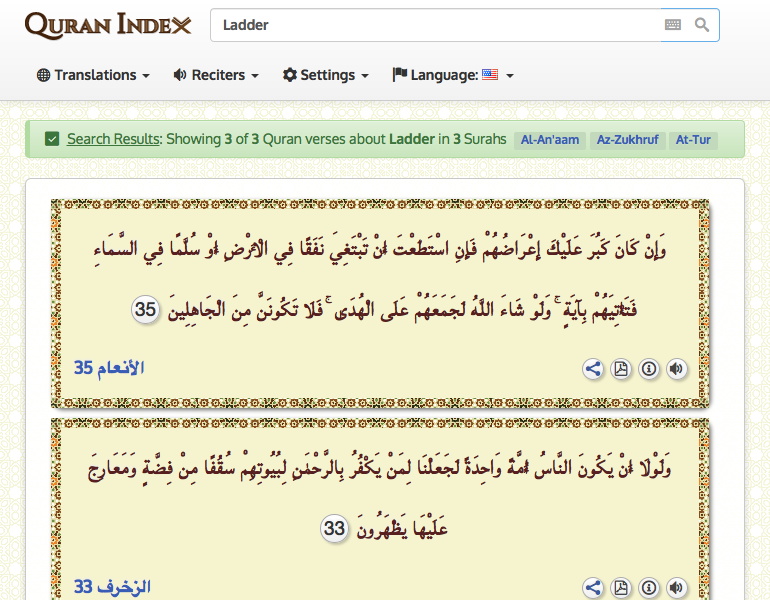 QURAN INDEX
Ladder
Translations Reciters Settings Language:
Search Results: Showing 3 of 3 Quran verses about Ladder in 3 Surahs Al-An'aam Az-Zukhruf At-Tur
وَإِنْ كَانَ كَبُرَ عَلَيْكَ إِعْرَاضُهُمْ فَإِنِ اسْتَطَعْتَ أَنْ تَبْتَغِيَ نَفَقًا فِي الْأَرْضِ أَوْ سُلَّمًا فِي السَّمَاءِ
فَتَأْتِيَهُمْ بِآيَةٍ ۚ وَلَوْ شَاءَ اللَّهُ لَجَمَعَهُمْ عَلَى الْهُدَىٰ ۚ فَلَا تَكُونَنَّ مِنَ الْجَاهِلِينَ 35
الأنعام 35
وَلَوْلَا أَنْ يَكُونَ النَّاسُ أُمَّةً وَاحِدَةً لَجَعَلْنَا لِمَنْ يَكْفُرُ بِالرَّحْمَٰنِ لِبُيُوتِهِمْ سُقُفًا مِنْ فِضَّةٍ وَمَعَارِجَ
عَلَيْهَا يَظْهَرُونَ 33
الزخرف 33